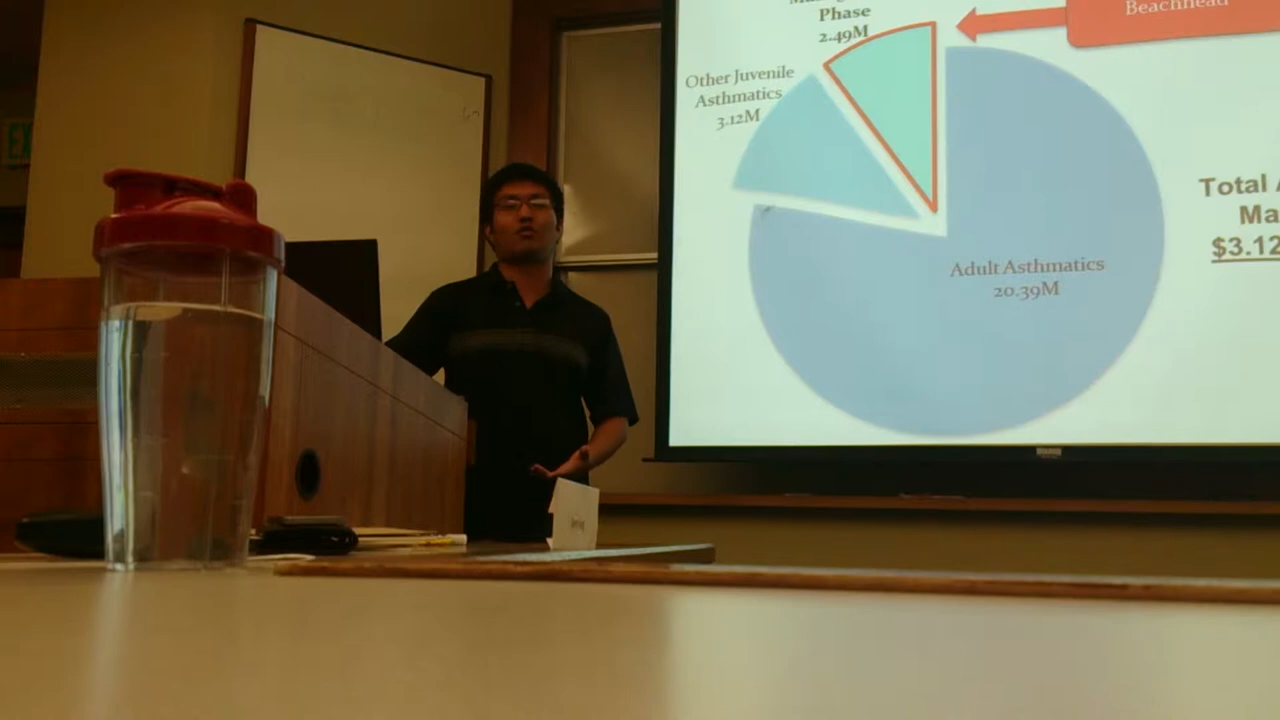 Phase
2.49M
Beachhead
Other Juvenile
Asthmatics
3.12M
Adult Asthmatics
20.39M
Total A
Ma
$3.12